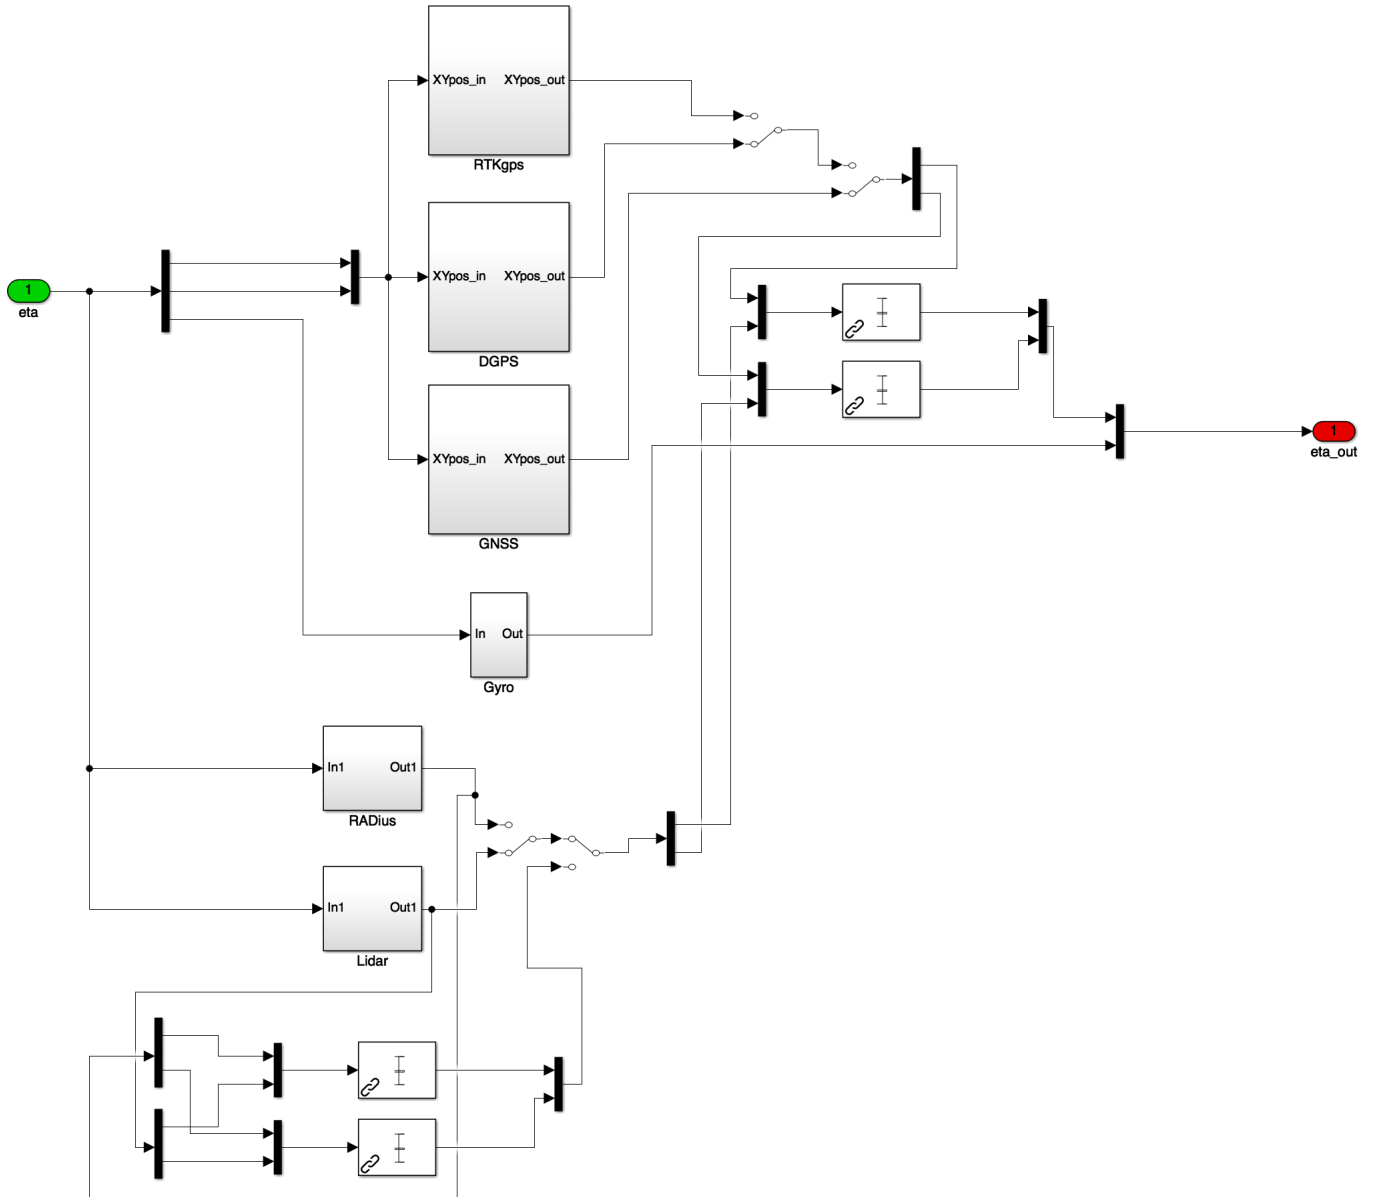 XYpos_in XYpos_out
RTKgps
XYpos_in XYpos_out
DGPS
1
eta
XYpos_in XYpos_out
GNSS
1
eta_out
In Out
Gyro
In1 Out1
RADius
In1 Out1
Lidar